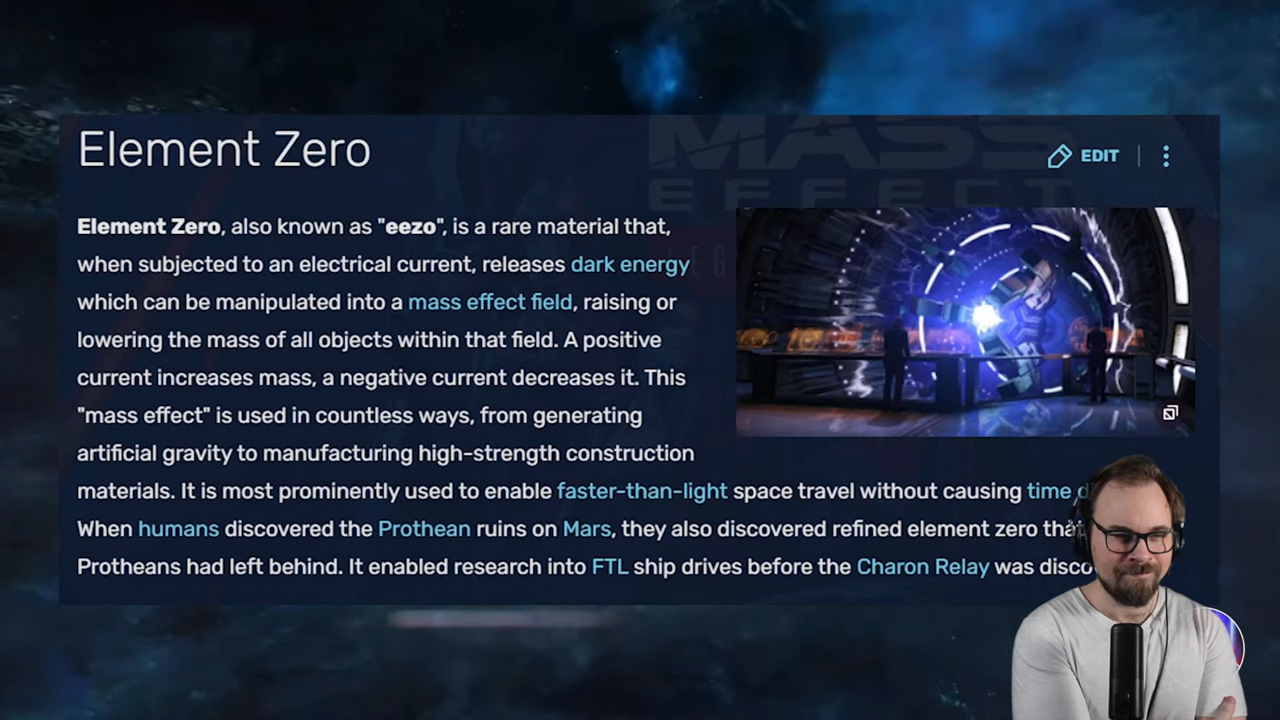 MASS
EFFECT
Element Zero
EDIT
Element Zero, also known as "eezo", is a rare material that,
when subjected to an electrical current, releases dark energy
which can be manipulated into a mass effect field, raising or
lowering the mass of all objects within that field. A positive
current increases mass, a negative current decreases it. This
"mass effect" is used in countless ways, from generating
artificial gravity to manufacturing high-strength construction
materials. It is most prominently used to enable faster-than-light space travel without causing time
When humans discovered the Prothean ruins on Mars, they also discovered refined element zero that
Protheans had left behind. It enabled research into FTL ship drives before the Charon Relay was